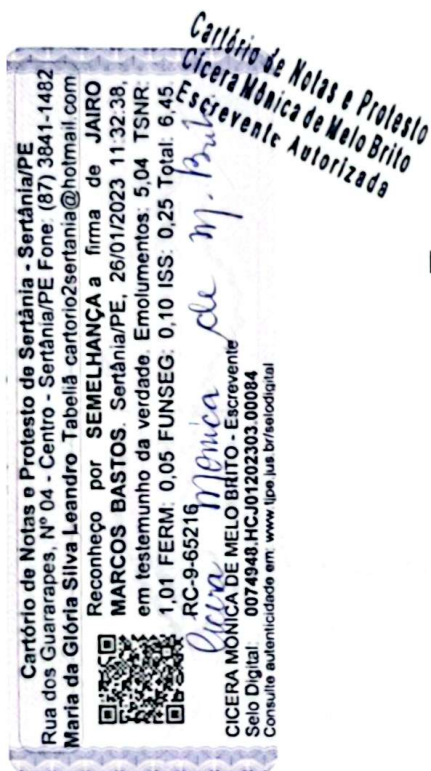 Cartório de Notas e Protesto de Sertânia - Sertânia/PE
Rua dos Guararapes, Nº 04 - Centro - Sertânia/PE Fone: (87) 3841-1482
Maria da Glória Silva Leandro Tabeliã cartorio2sertania@hotmail.com
Reconheço por SEMELHANÇA a firma de JAIRO
MARCOS BASTOS. Sertânia/PE, 26/01/2023 11:32:38,
em testemunho da verdade. Emolumentos: 5,04 TSNR:
1,01 FERM: 0,05 FUNSEG: 0,10 ISS: 0,25 Total: 6,45
RC-9-65216
Cicera Monica de M. Brito
CICERA MONICA DE MELO BRITO - Escrevente
Selo Digital: 0074948.HCJ01202303.00084
Consulte autenticidade em: www.tjpe.jus.br/selodigital
Cartório de Notas e Protesto
Cícera Mônica de Melo Brito
Escrevente Autorizada